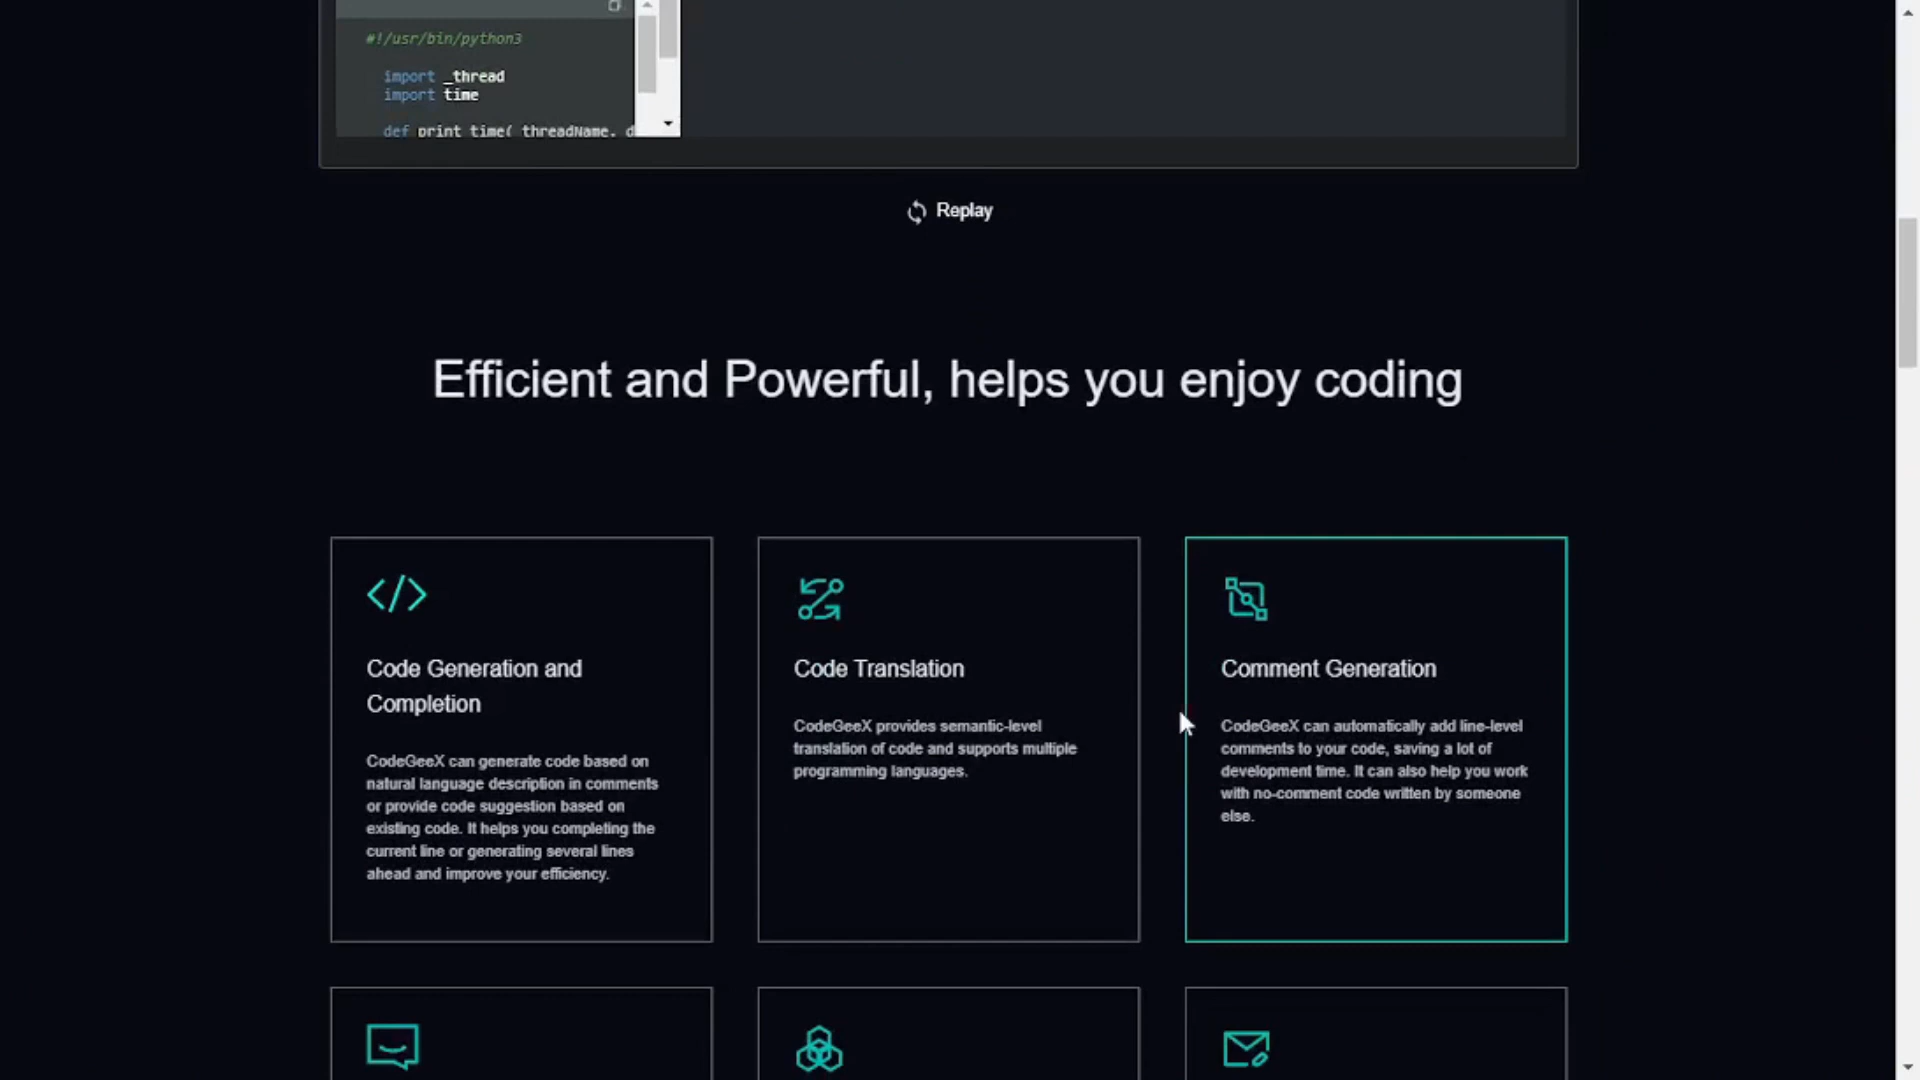 #!/usr/bin/python3
import _thread
import time
def print_time( threadName, d
Replay
Efficient and Powerful, helps you enjoy coding
</>
Code Generation and
Completion
CodeGeeX can generate code based on
natural language description in comments
or provide code suggestion based on
existing code. It helps you completing the
current line or generating several lines
ahead and improve your efficiency.
Code Translation
CodeGeeX provides semantic-level
translation of code and supports multiple
programming languages.
Comment Generation
CodeGeeX can automatically add line-level
comments to your code, saving a lot of
development time. It can also help you work
with no-comment code written by someone
else.